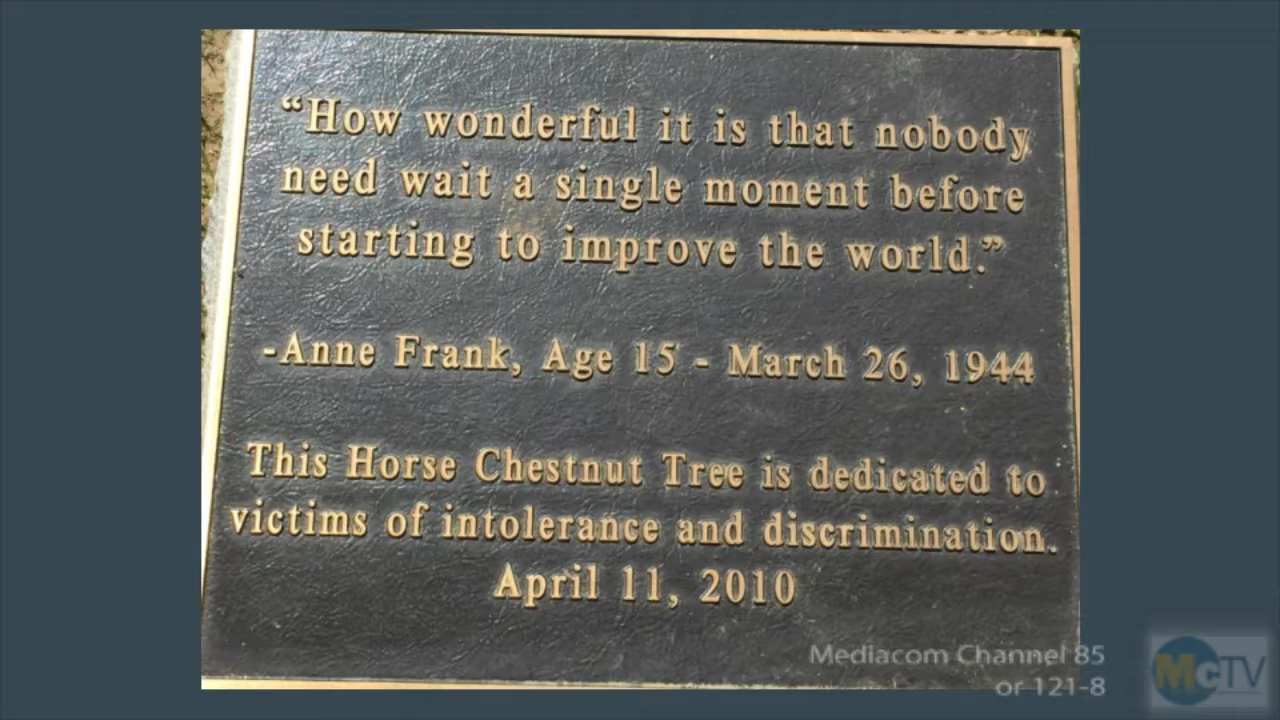 “How wonderful it is that nobody
need wait a single moment before
starting to improve the world.”
-Anne Frank, Age 15 - March 26, 1944
This Horse Chestnut Tree is dedicated to
victims of intolerance and discrimination.
April 11, 2010
Mediacom Channel 85
or 121-8
McTV